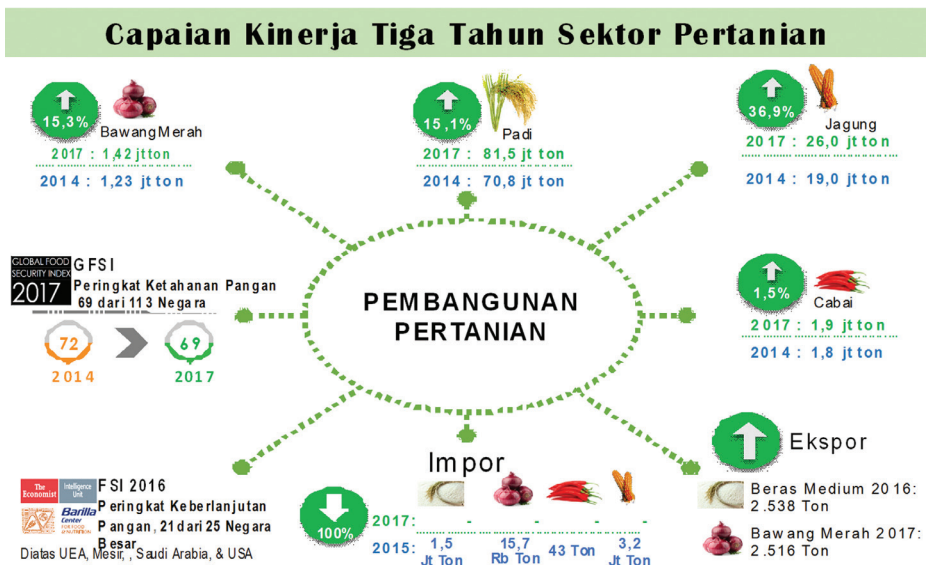 Capaian Kinerja Tiga Tahun Sektor Pertanian
15,3%
Bawang Merah
2017 : 1,42 jt ton
2014 : 1,23 jt ton
15,1%
Padi
2017 : 81,5 jt ton
2014 : 70,8 jt ton
36,9%
Jagung
2017 : 26,0 jt ton
2014 : 19,0 jt ton
GLOBAL FOOD
SECURITY INDEX
2017
GFSI
Peringkat Ketahanan Pangan
69 dari 113 Negara
72
69
2014
2017
PEMBANGUNAN
PERTANIAN
1,5%
Cabai
2017 : 1,9 jt ton
2014 : 1,8 jt ton
The
Economist
Intelligence
Unit
Barilla
Center
FOR FOOD
& NUTRITION
FSI 2016
Peringkat Keberlanjutan
Pangan, 21 dari 25 Negara
Besar
Diatas UEA, Mesir, , Saudi Arabia, & USA
Impor
100%
2017: - - - -
2015: 1,5 Jt Ton 15,7 Rb Ton 43 Ton 3,2 Jt Ton
Ekspor
Beras Medium 2016:
2.538 Ton
Bawang Merah 2017:
2.516 Ton